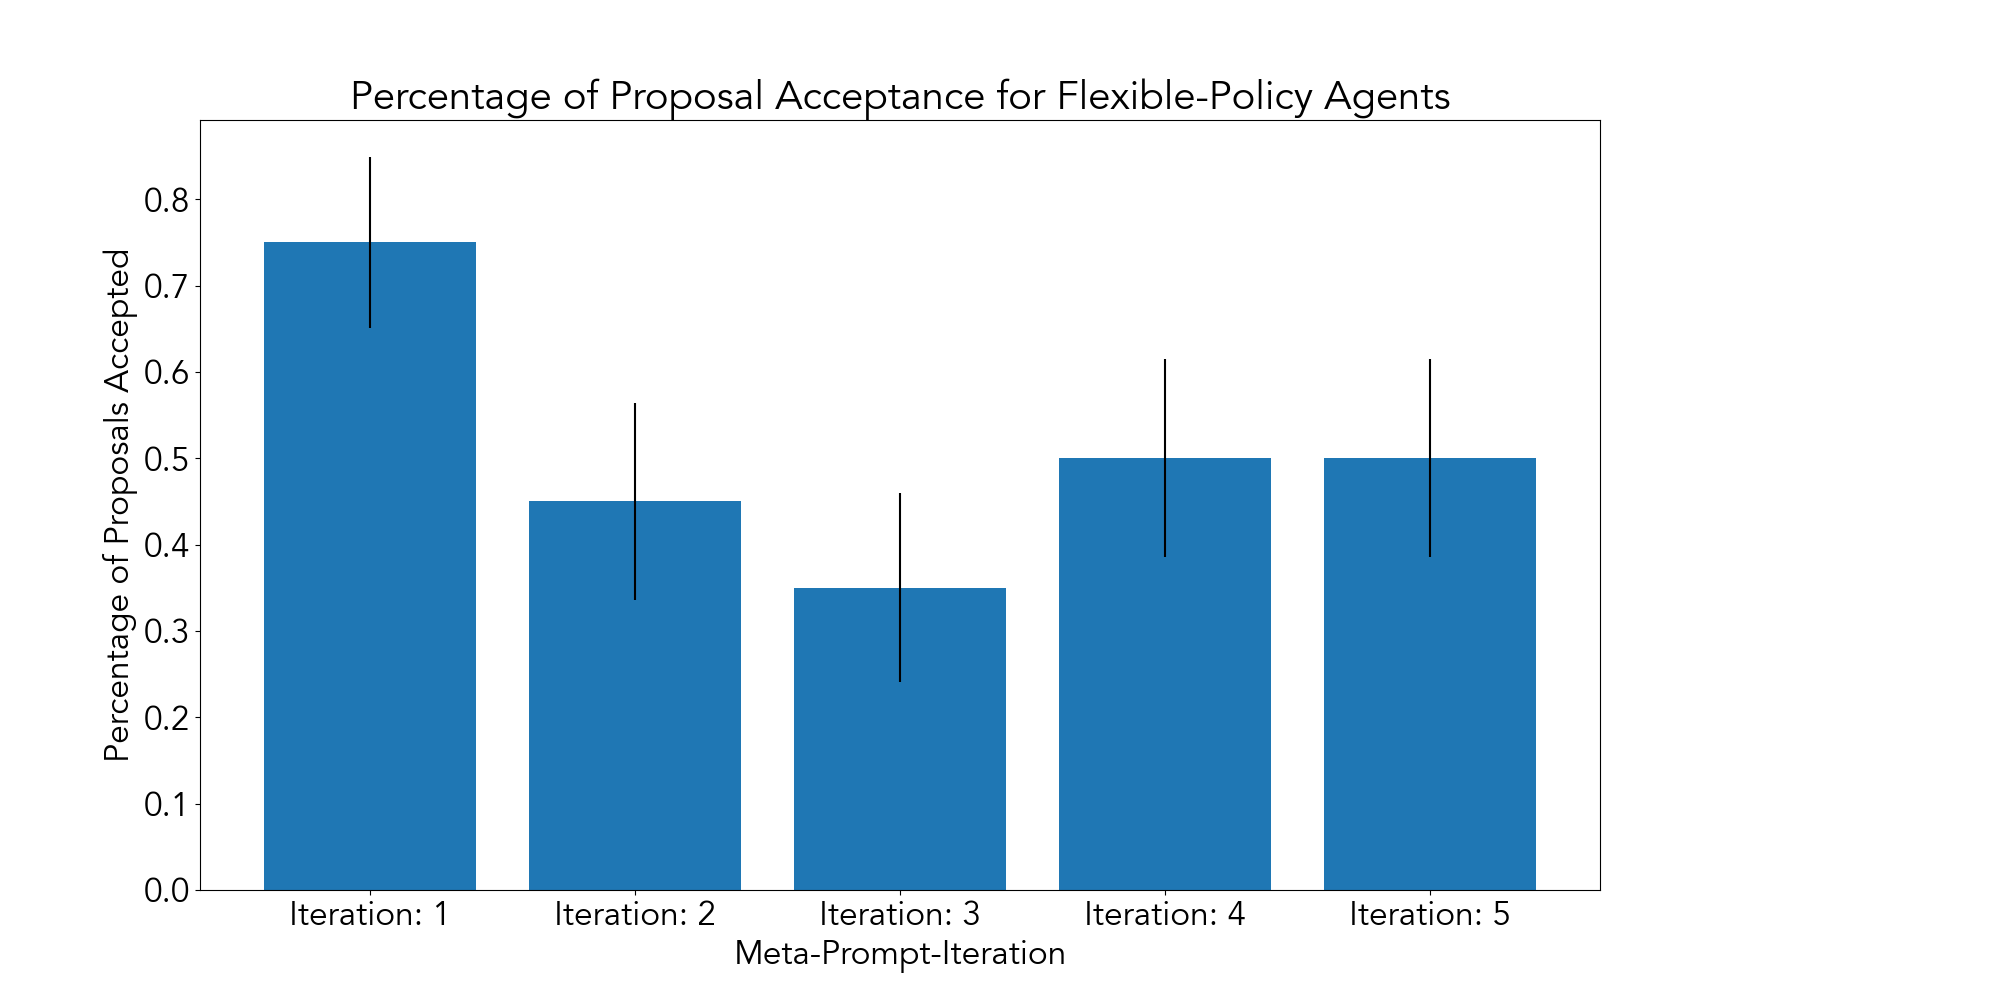 Percentage of Proposal Acceptance for Flexible-Policy Agents
Percentage of Proposals Accepted
0.8
0.7
0.6
0.5
0.4
0.3
0.2
0.1
0.0
Iteration: 1 Iteration: 2 Iteration: 3 Iteration: 4 Iteration: 5
Meta-Prompt-Iteration